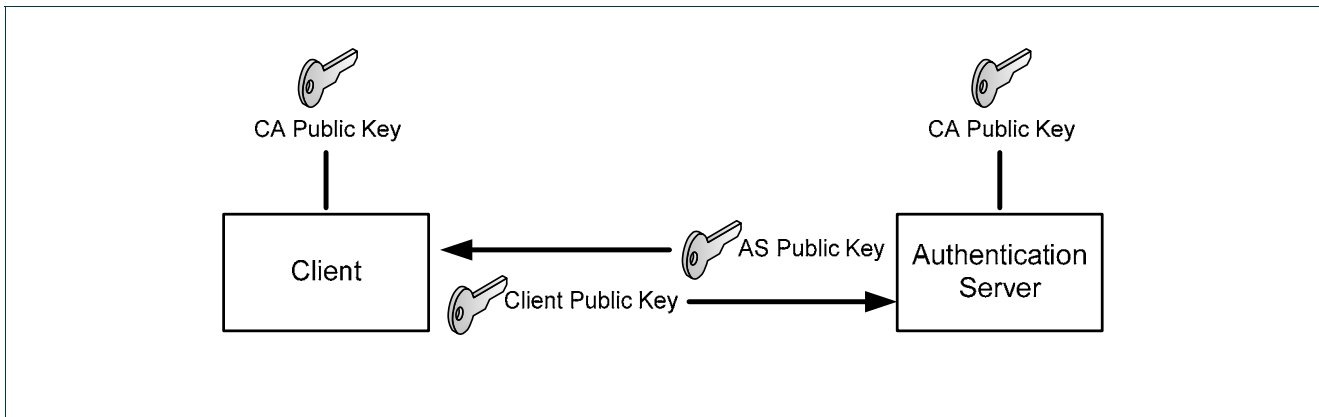 CA Public Key
CA Public Key
Client
AS Public Key
Client Public Key
Authentication
Server